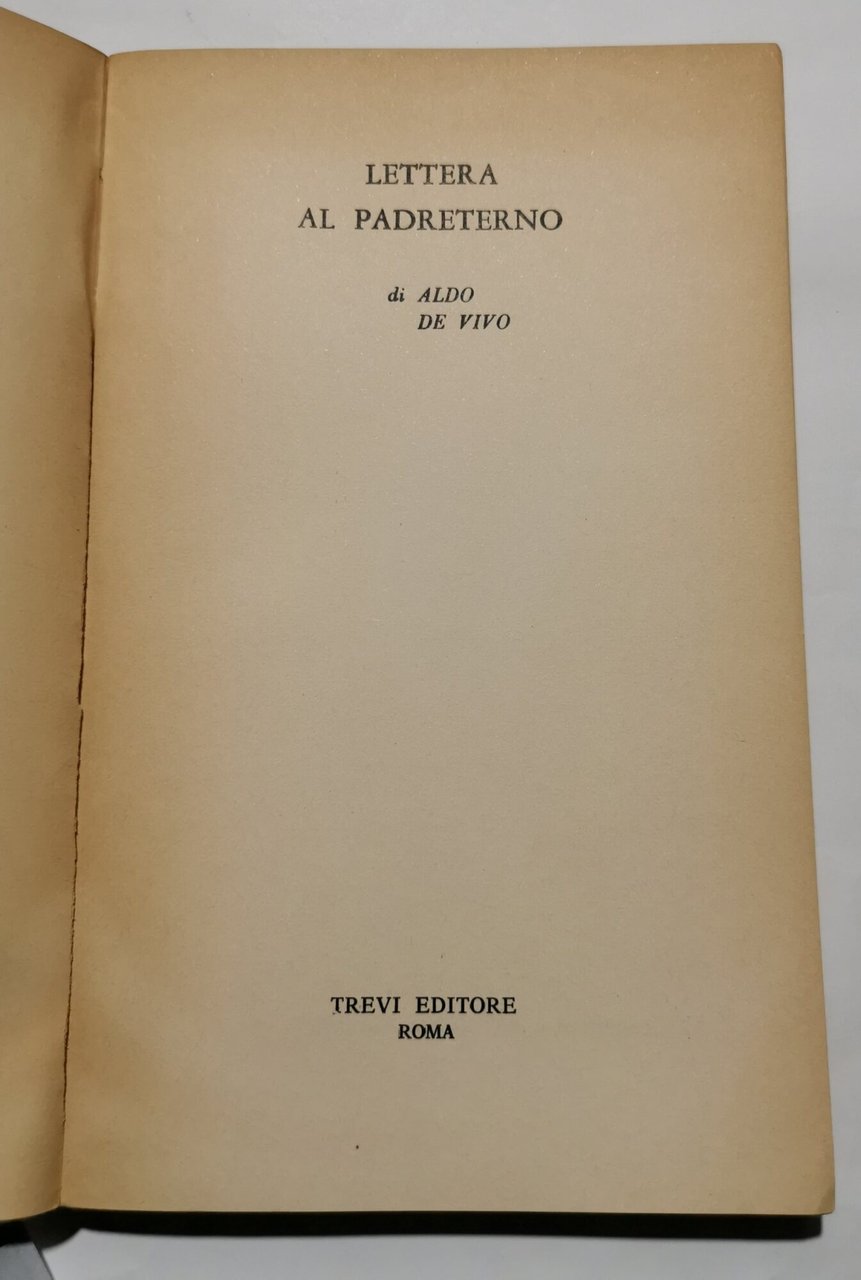 LETTERA
AL PADRETERNO
di ALDO
DE VIVO
TREVI EDITORE
ROMA